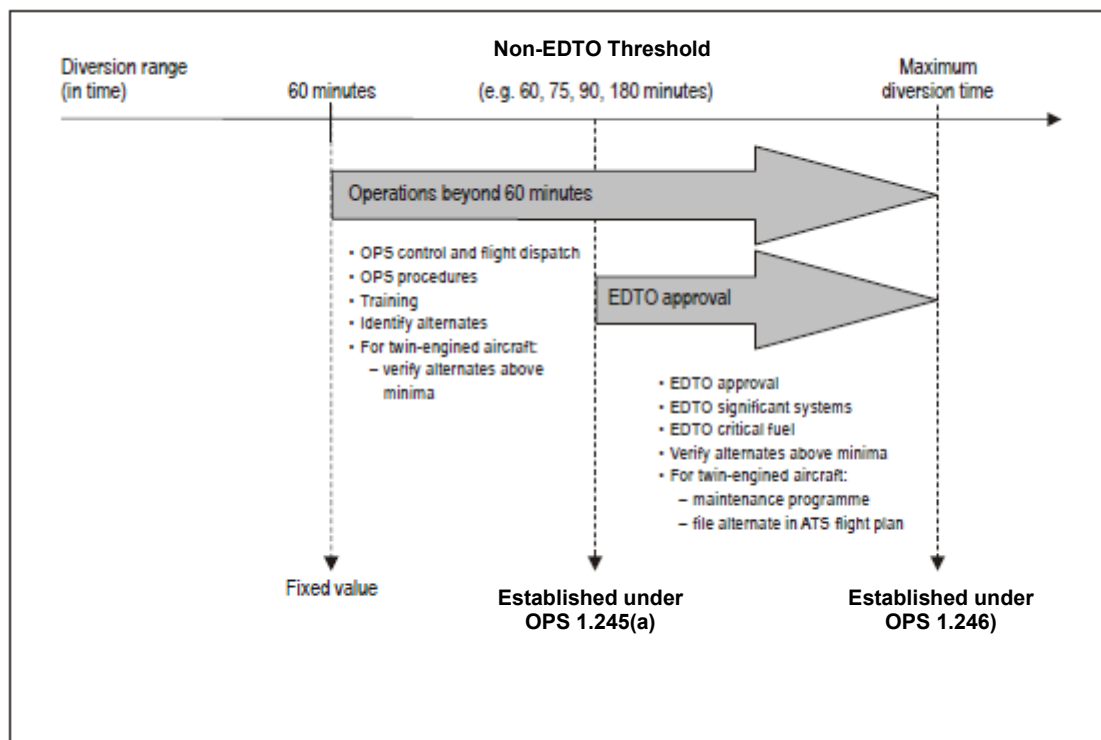 Non-EDTO Threshold
Diversion range
(in time)
60 minutes
(e.g. 60, 75, 90, 180 minutes)
Maximum
diversion time
Operations beyond 60 minutes
• OPS control and flight dispatch
• OPS procedures
• Training
• Identify alternates
• For twin-engined aircraft:
– verify alternates above
minima
EDTO approval
• EDTO approval
• EDTO significant systems
• EDTO critical fuel
• Verify alternates above minima
• For twin-engined aircraft:
– maintenance programme
– file alternate in ATS flight plan
Fixed value
Established under
OPS 1.245(a)
Established under
OPS 1.246)